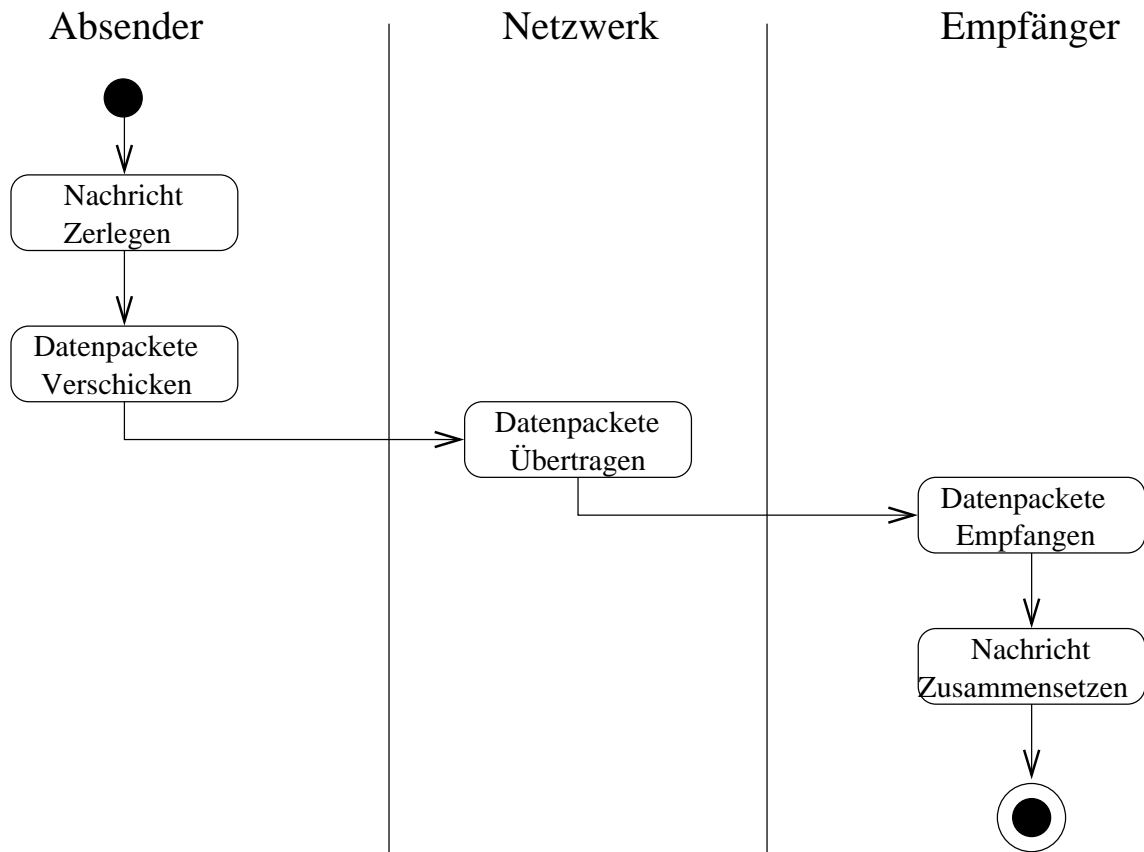 Absender
Netzwerk
Empfänger
Nachricht
Zerlegen
Datenpackete
Verschicken
Datenpackete
Übertragen
Datenpackete
Empfangen
Nachricht
Zusammensetzen